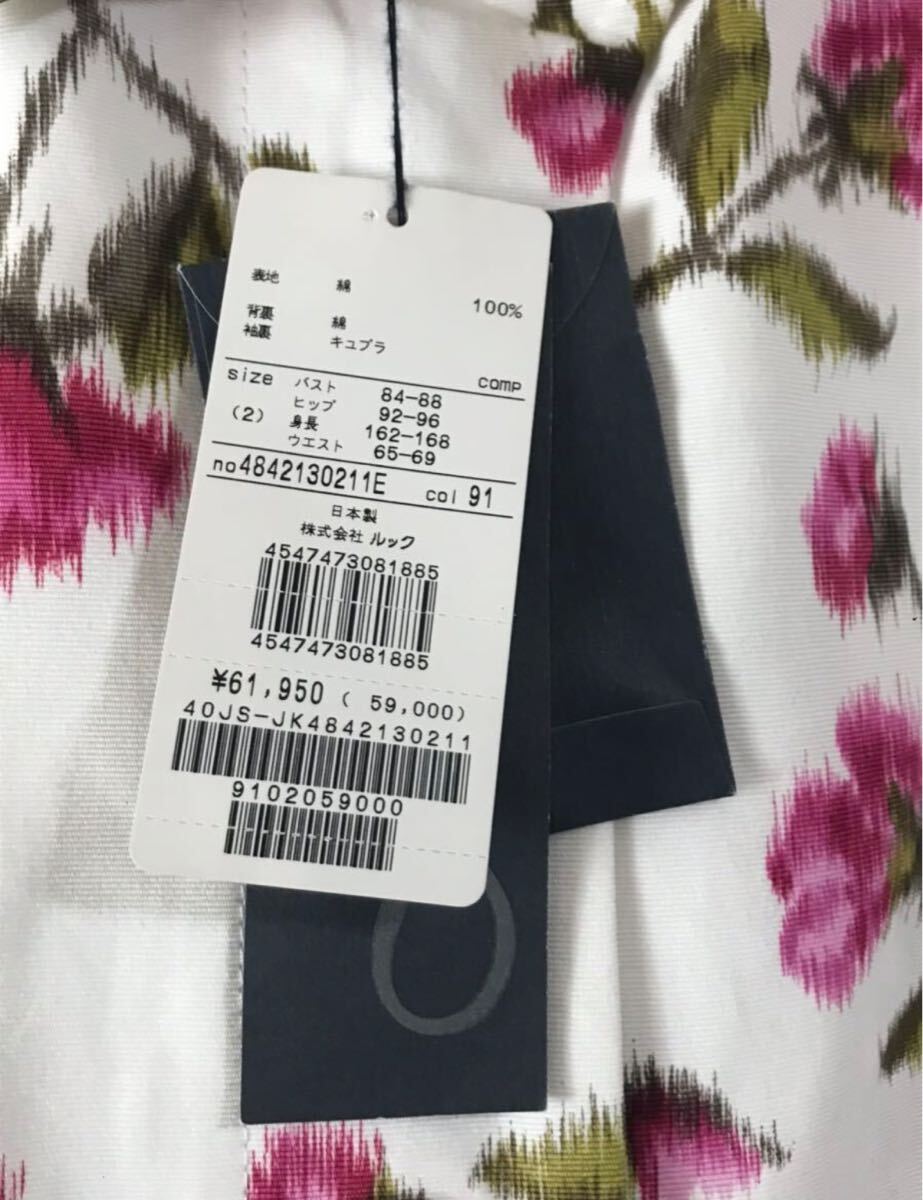 表地 綿 100%
背裏 綿
袖裏 キュプラ
comp
size バスト 84-88
ヒップ 92-96
(2) 身長 162-168
ウエスト 65-69
no4842130211E col 91
日本製
株式会社 ルック
4547473081885
4547473081885
¥61,950 ( 59,000)
40JS-JK4842130211
9102059000